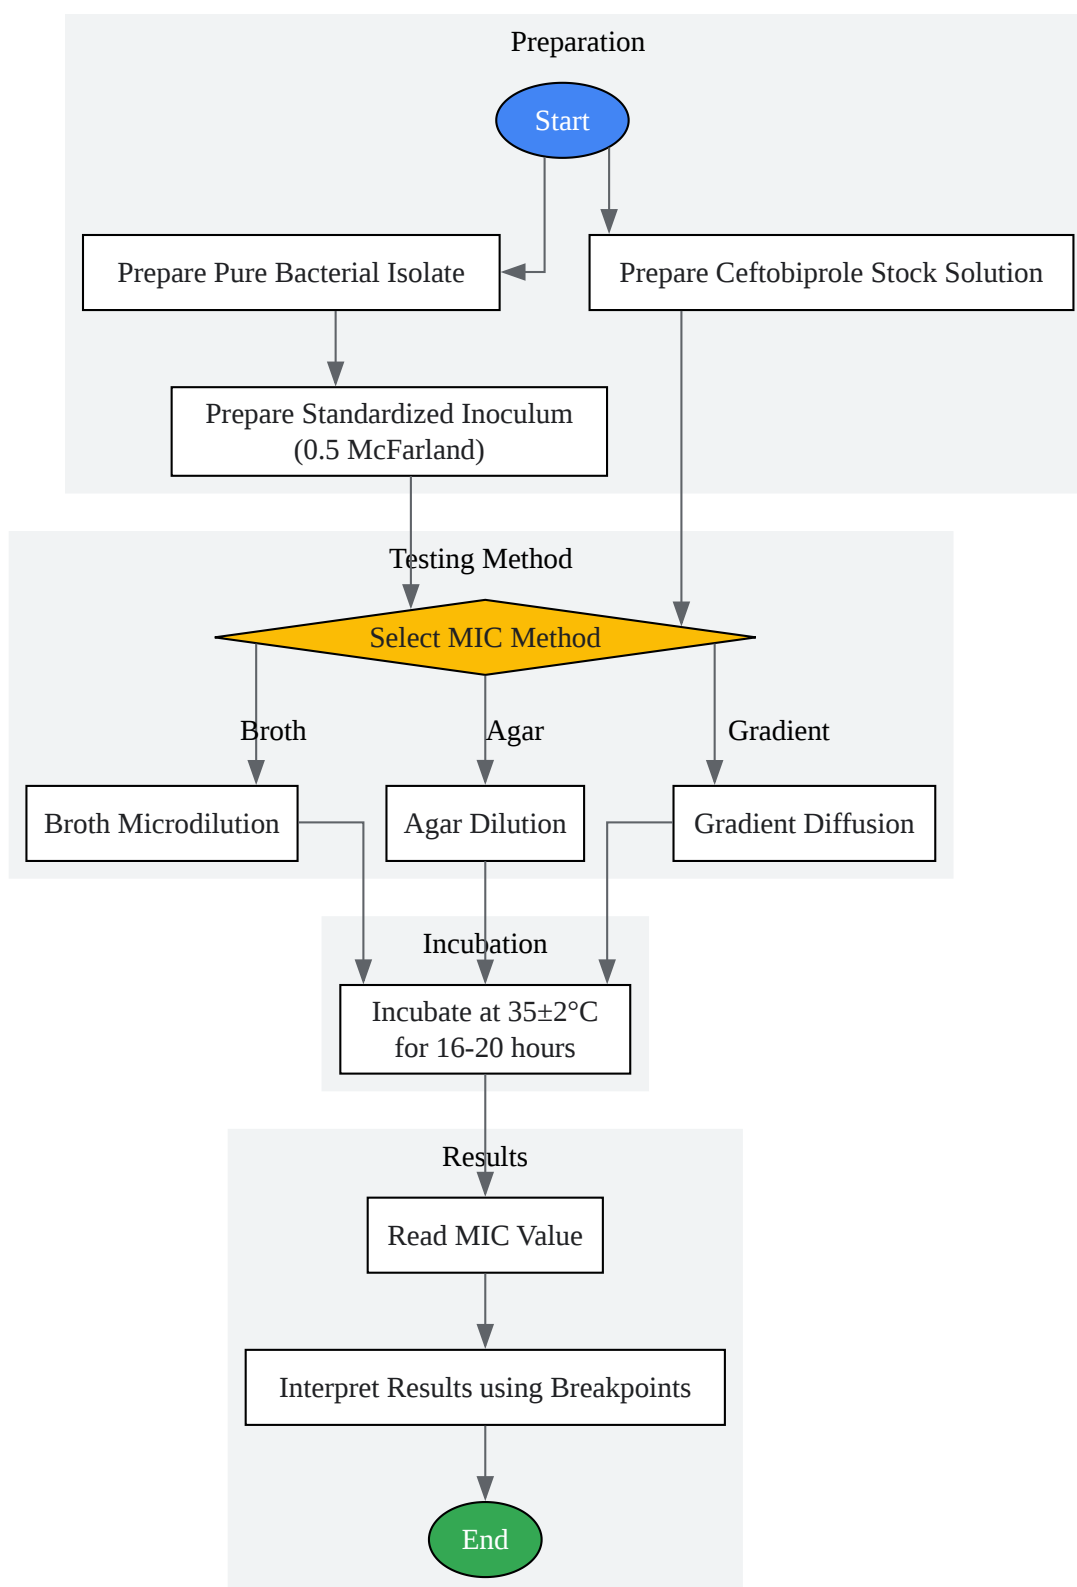 Preparation
Start
Prepare Pure Bacterial Isolate
Prepare Ceftobiprole Stock Solution
Prepare Standardized Inoculum
(0.5 McFarland)
Testing Method
Select MIC Method
Broth
Agar
Gradient
Broth Microdilution
Agar Dilution
Gradient Diffusion
Incubation
Incubate at 35±2°C
for 16-20 hours
Results
Read MIC Value
Interpret Results using Breakpoints
End